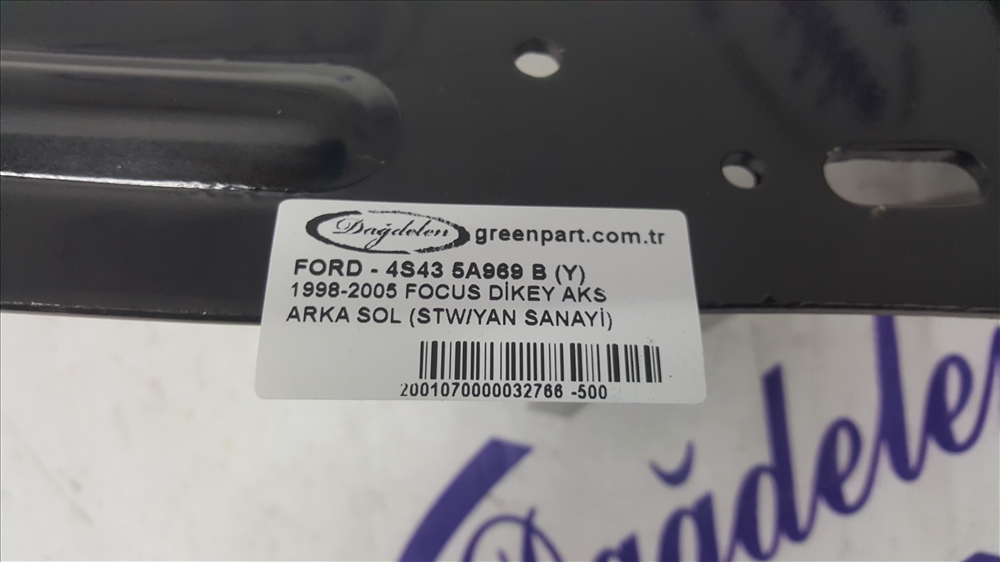 Dağdelen greenpart.com.tr
FORD - 4S43 5A969 B (Y)
1998-2005 FOCUS DİKEY AKS
ARKA SOL (STW/YAN SANAYİ)
2001070000032766 -500
Dağdelen